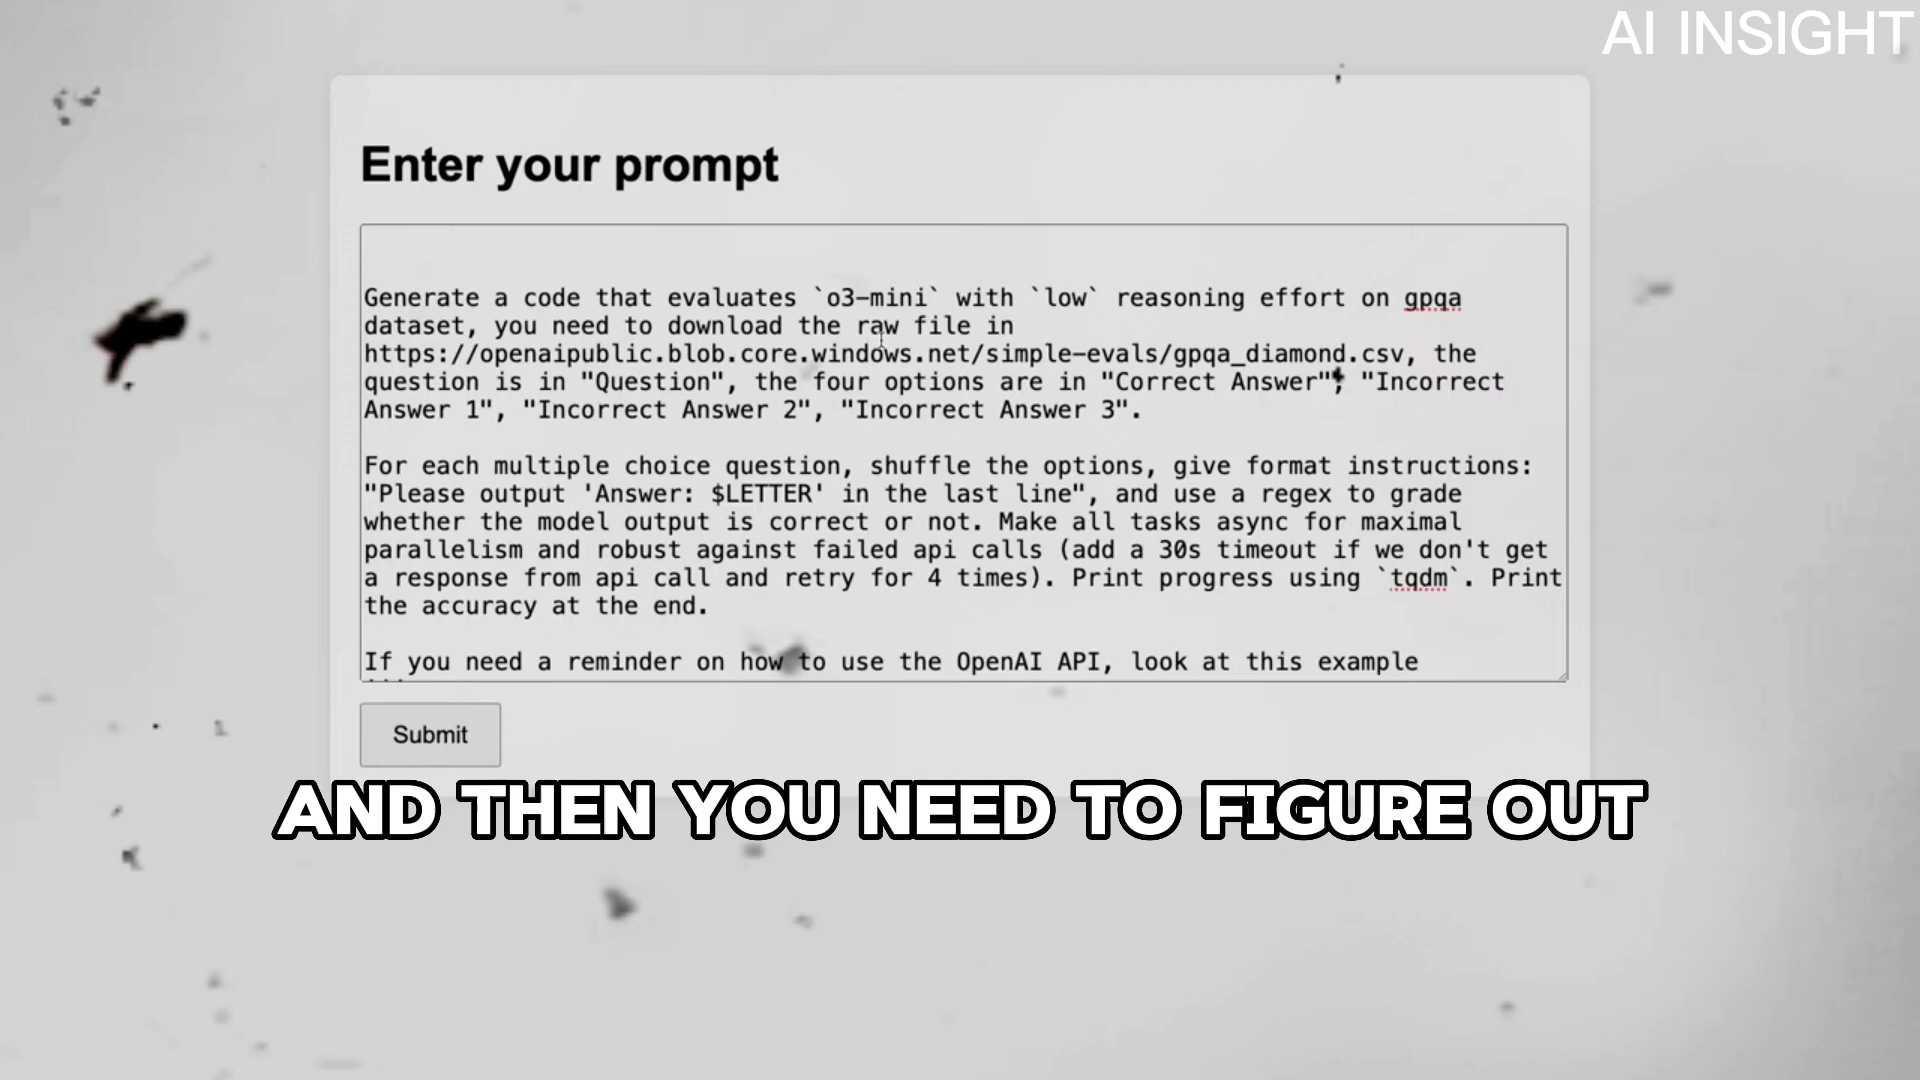 AI INSIGHT
Enter your prompt
Generate a code that evaluates `o3-mini` with `low` reasoning effort on gpqa
dataset, you need to download the raw file in
https://openaipublic.blob.core.windows.net/simple-evals/gpqa_diamond.csv, the
question is in "Question", the four options are in "Correct Answer", "Incorrect
Answer 1", "Incorrect Answer 2", "Incorrect Answer 3".
For each multiple choice question, shuffle the options, give format instructions:
"Please output 'Answer: $LETTER' in the last line", and use a regex to grade
whether the model output is correct or not. Make all tasks async for maximal
parallelism and robust against failed api calls (add a 30s timeout if we don't get
a response from api call and retry for 4 times). Print progress using `tqdm`. Print
the accuracy at the end.
If you need a reminder on how to use the OpenAI API, look at this example
Submit
AND THEN YOU NEED TO FIGURE OUT